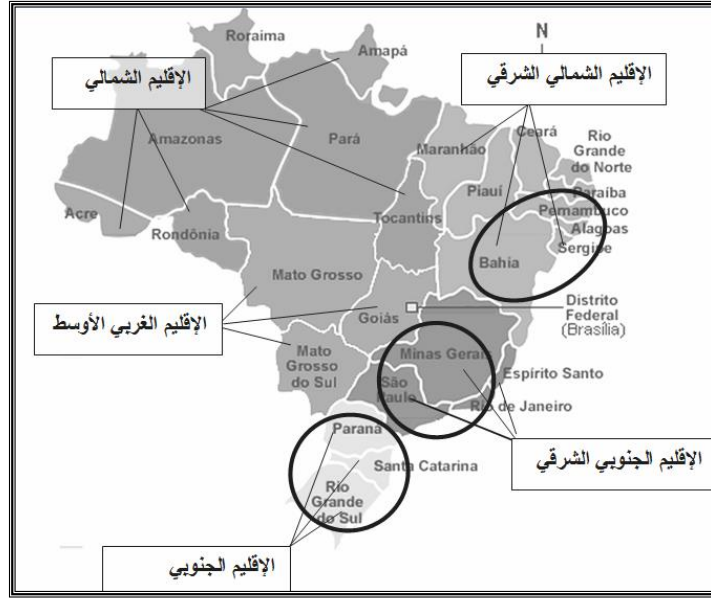 Roraima
Amapá
N
الإقليم الشمالي
الإقليم الشمالي الشرقي
Amazonas
Pará
Maranhão
Ceará
Rio
Grande
do Norte
Piauí
Paraíba
Pernambuco
Acre
Tocantins
Alagoas
Rondônia
Sergipe
Bahia
Mato Grosso
الإقليم الغربي الأوسط
Goiás
Distrito
Federal
(Brasília)
Mato
Grosso
do Sul
Minas Gerais
Espírito Santo
São
Paulo
Rio de Janeiro
Paraná
الإقليم الجنوبي الشرقي
Santa Catarina
Rio
Grande
do Sul
الإقليم الجنوبي